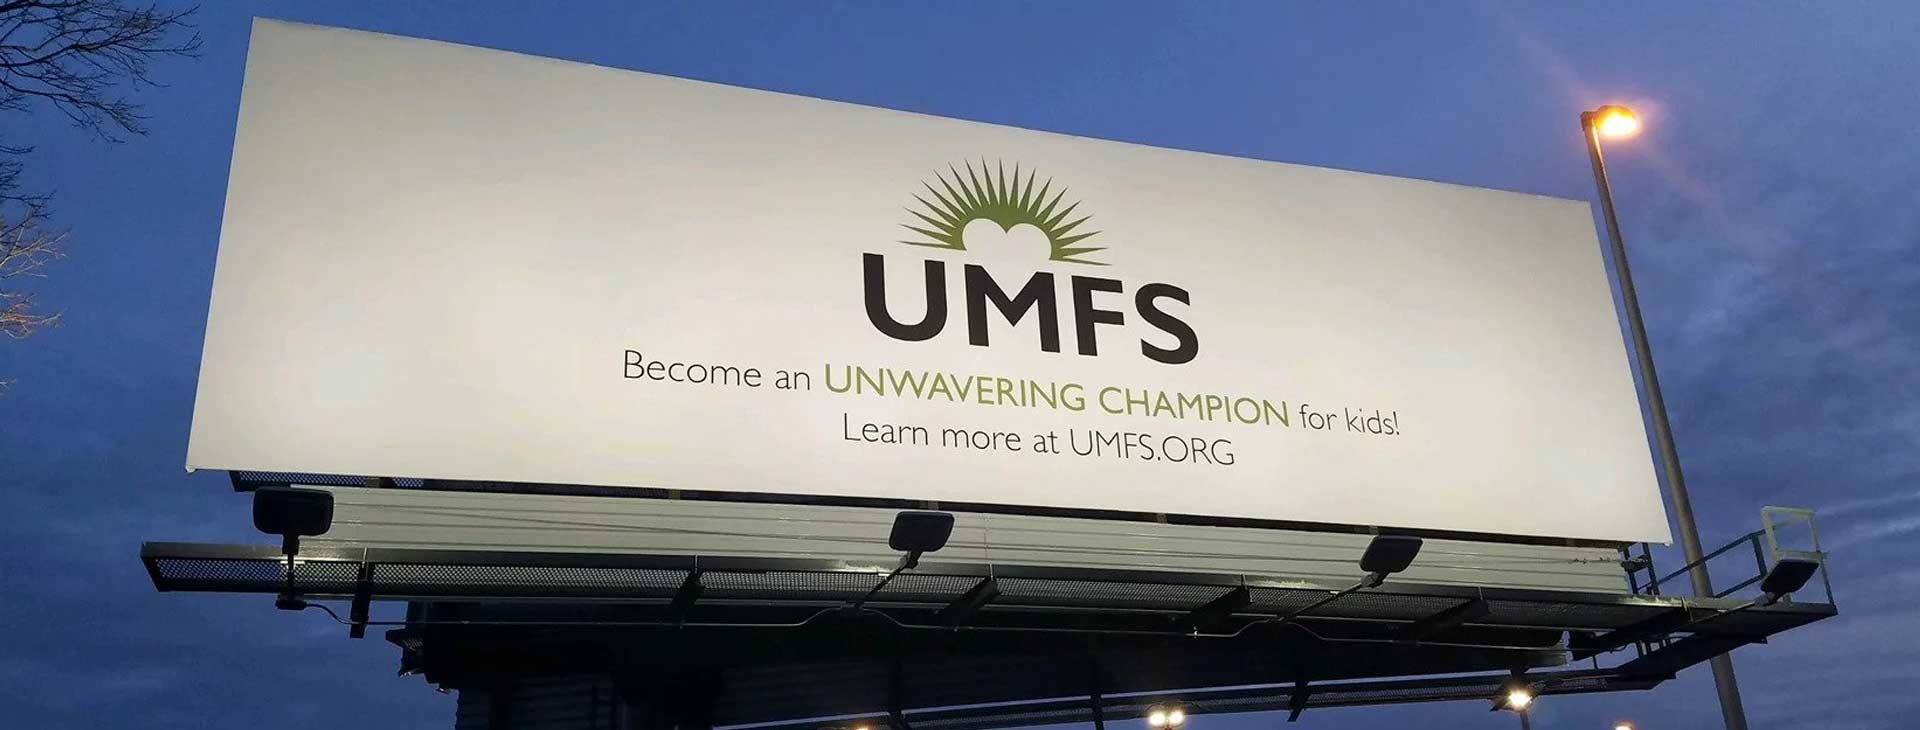 UMFS
Become an UNWAVERING CHAMPION for kids!
Learn more at UMFS.ORG